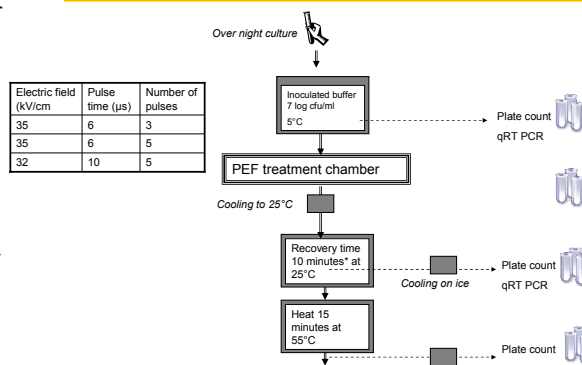 Over night culture
Electric field (kV/cm
Pulse time (µs)
Number of pulses
35 6 3
35 6 5
32 10 5
Inoculated buffer
7 log cfu/ml
5°C
Plate count
qRT PCR
PEF treatment chamber
Cooling to 25°C
Recovery time
10 minutes* at
25°C
Cooling on ice
Plate count
qRT PCR
Heat 15
minutes at
55°C
Plate count